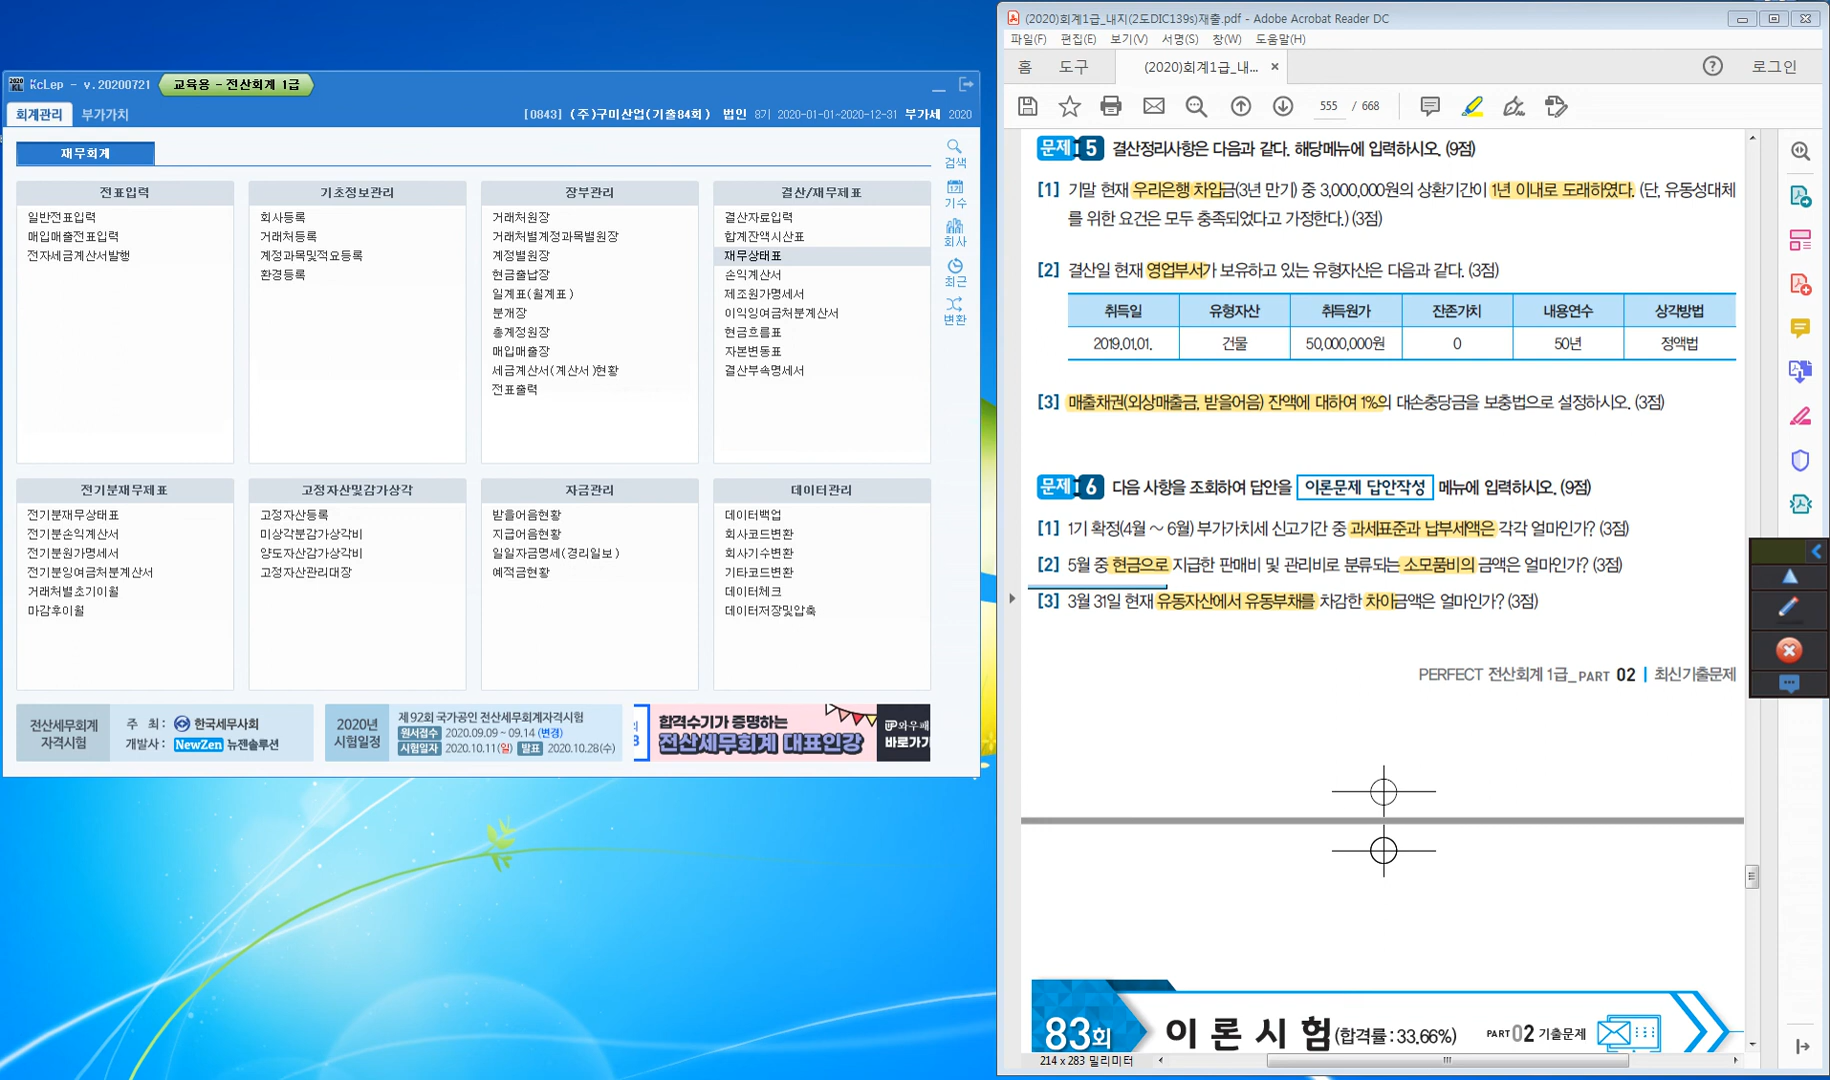 KcLep - v.20200721
교육용 - 전산회계 1급
회계관리 부가가치
[0843] (주)구미산업(기출84회) 법인 8기 2020-01-01~2020-12-31 부가세 2020
재무회계
전표입력
일반전표입력
매입매출전표입력
전자세금계산서발행
기초정보관리
회사등록
거래처등록
계정과목및적요등록
환경등록
장부관리
거래처원장
거래처별계정과목별원장
계정별원장
현금출납장
일계표(월계표)
분개장
총계정원장
매입매출장
세금계산서(계산서)현황
전표출력
결산/재무제표
결산자료입력
합계잔액시산표
재무상태표
손익계산서
제조원가명세서
이익잉여금처분계산서
현금흐름표
자본변동표
결산부속명세서
검색
기수
회사
최근
변환
전기분재무제표
전기분재무상태표
전기분손익계산서
전기분원가명세서
전기분잉여금처분계산서
거래처별초기이월
마감후이월
고정자산및감가상각
고정자산등록
미상각분감가상각비
양도자산감가상각비
고정자산관리대장
자금관리
받을어음현황
지급어음현황
일일자금명세(경리일보)
예적금현황
데이터관리
데이터백업
회사코드변환
회사기수변환
기타코드변환
데이터체크
데이터저장및압축
전산세무회계
자격시험
주 최 : 한국세무사회
개발사 : NewZen 뉴젠솔루션
2020년
시험일정
제92회 국가공인 전산세무회계자격시험
원서접수 2020.09.09 ~ 09.14 (변경)
시험일자 2020.10.11(일) 발표 2020.10.28(수)
합격수기가 증명하는
전산세무회계 대표인강
와우패
바로가기
(2020)회계1급_내지(2도DIC139s)재출.pdf - Adobe Acrobat Reader DC
파일(F) 편집(E) 보기(V) 서명(S) 창(W) 도움말(H)
홈 도구 (2020)회계1급_내... × 로그인
555 / 668
문제 5 결산정리사항은 다음과 같다. 해당메뉴에 입력하시오. (9점)
[1] 기말 현재 우리은행 차입금(3년 만기) 중 3,000,000원의 상환기간이 1년 이내로 도래하였다. (단, 유동성대체
를 위한 요건은 모두 충족되었다고 가정한다.) (3점)
[2] 결산일 현재 영업부서가 보유하고 있는 유형자산은 다음과 같다. (3점)
취득일 유형자산 취득원가 잔존가치 내용연수 상각방법
2019.01.01. 건물 50,000,000원 0 50년 정액법
[3] 매출채권(외상매출금, 받을어음) 잔액에 대하여 1%의 대손충당금을 보충법으로 설정하시오. (3점)
문제 6 다음 사항을 조회하여 답안을 이론문제 답안작성 메뉴에 입력하시오. (9점)
[1] 1기 확정(4월 ～ 6월) 부가가치세 신고기간 중 과세표준과 납부세액은 각각 얼마인가? (3점)
[2] 5월 중 현금으로 지급한 판매비 및 관리비로 분류되는 소모품비의 금액은 얼마인가? (3점)
[3] 3월 31일 현재 유동자산에서 유동부채를 차감한 차이금액은 얼마인가? (3점)
PERFECT 전산회계 1급_PART 02 | 최신기출문제
83회 이 론 시 험 (합격률 : 33.66%) PART 02 기출문제
214 x 283 밀리미터